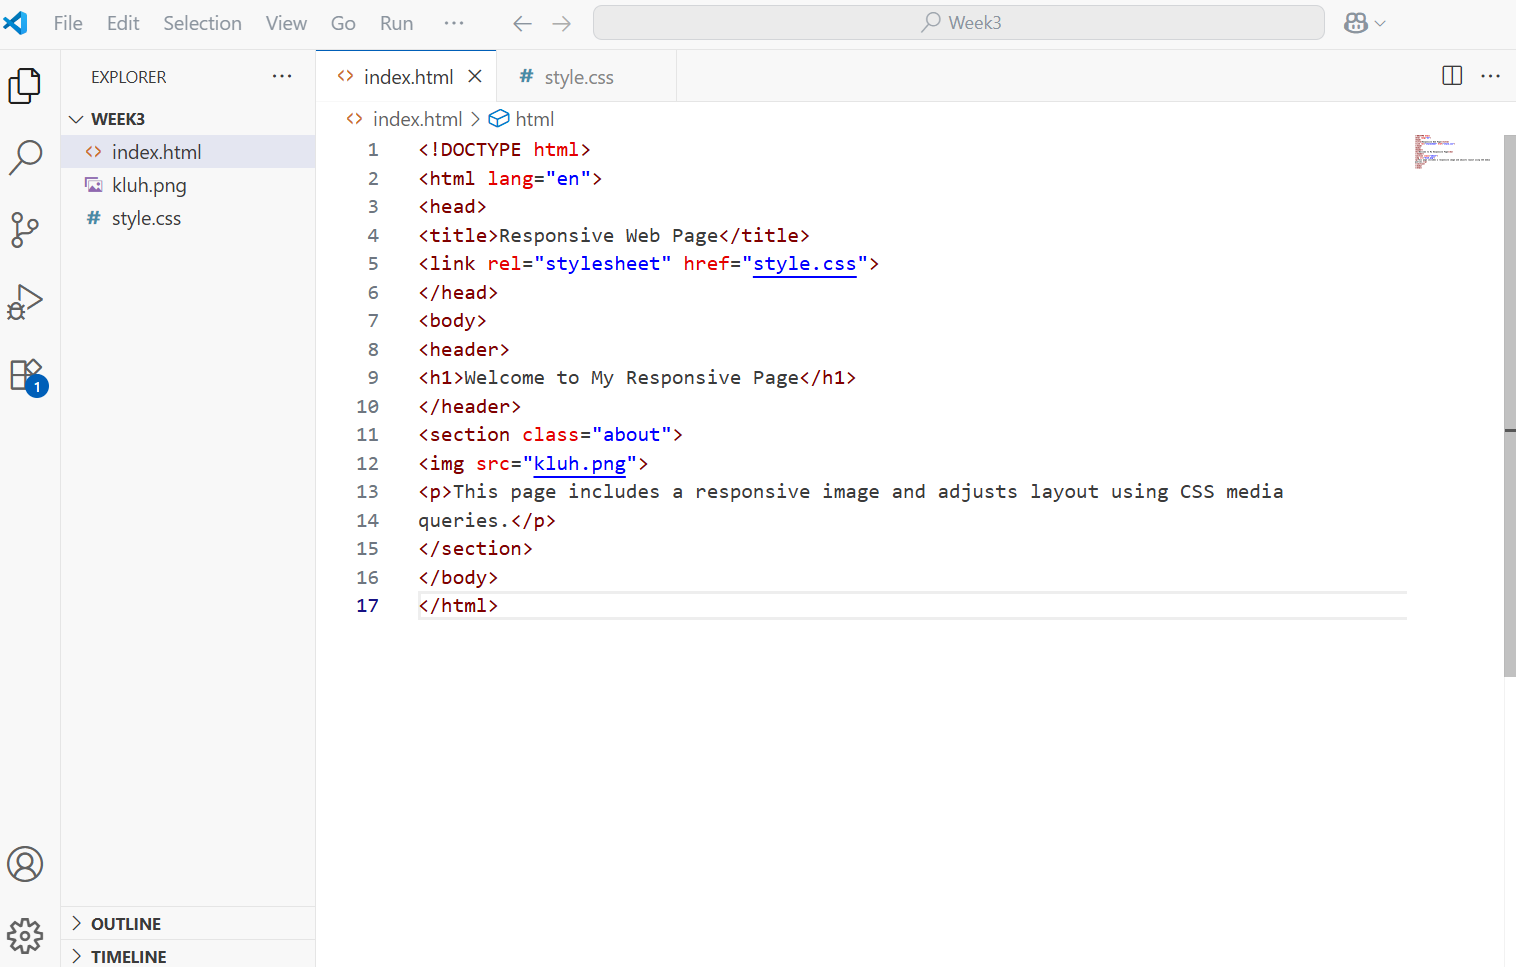 File Edit Selection View Go Run ··· Week3
EXPLORER ···
WEEK3
index.html
kluh.png
style.css
1
OUTLINE
TIMELINE
index.html
style.css
index.html > html
1 <!DOCTYPE html>
2 <html lang="en">
3 <head>
4 <title>Responsive Web Page</title>
5 <link rel="stylesheet" href="style.css">
6 </head>
7 <body>
8 <header>
9 <h1>Welcome to My Responsive Page</h1>
10 </header>
11 <section class="about">
12 <img src="kluh.png">
13 <p>This page includes a responsive image and adjusts layout using CSS media
14 queries.</p>
15 </section>
16 </body>
17 </html>